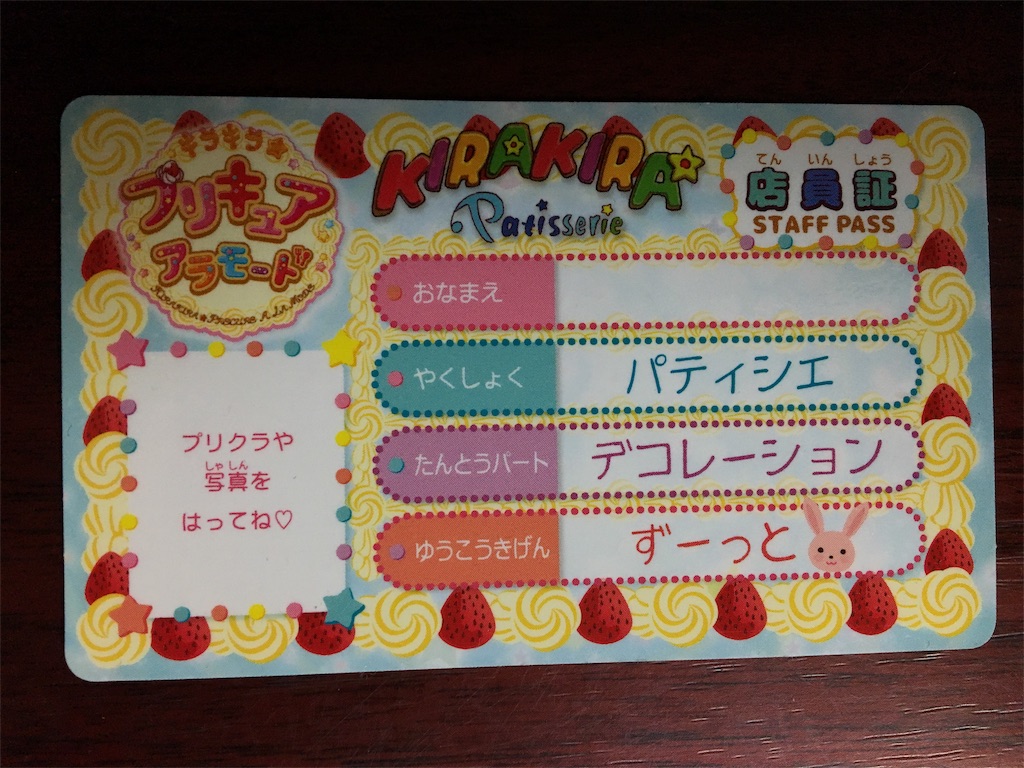 キラキラ☆
プリキュア
アラモード
KIRAKIRA☆PRECURE A LA MODE
KIRAKIRA
Patisserie
てん いん しょう
店員証
STAFF PASS
おなまえ
やくしょく パティシエ
たんとうパート デコレーション
ゆうこうきげん ずーっと
プリクラや
しゃしん
写真を
はってね♡